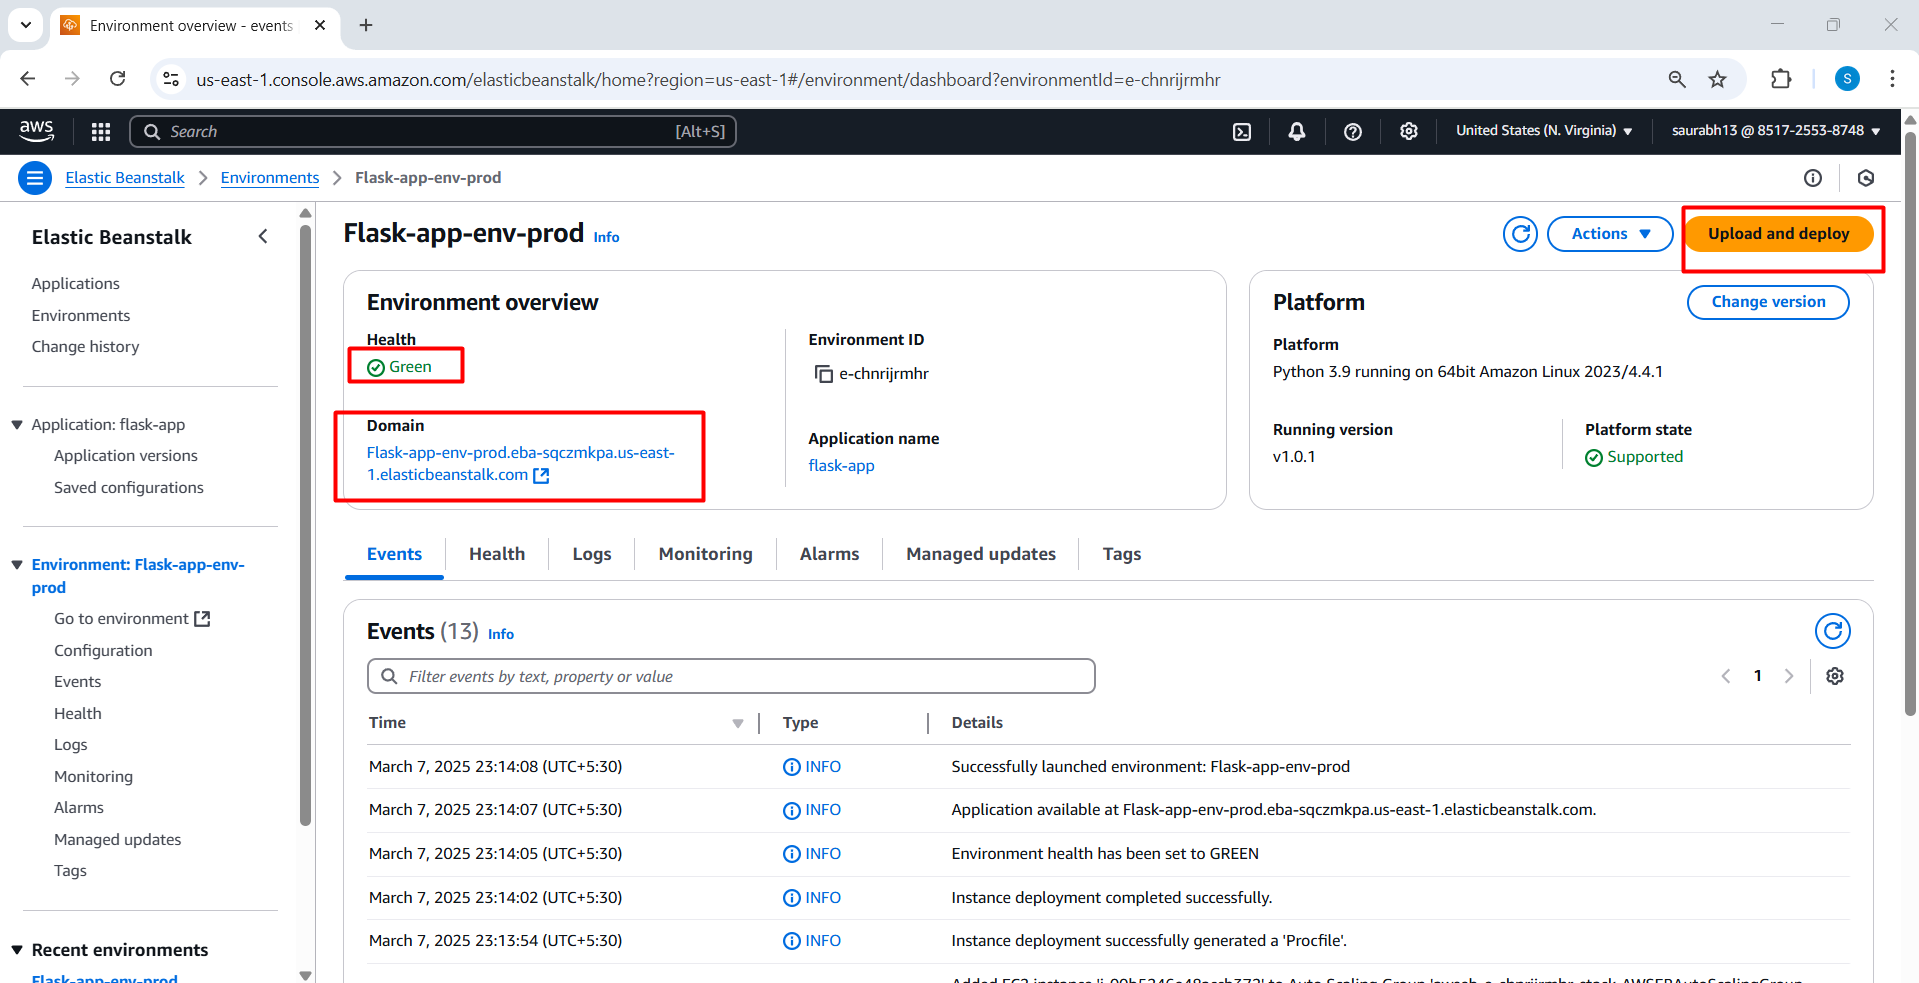 Environment overview - events
us-east-1.console.aws.amazon.com/elasticbeanstalk/home?region=us-east-1#/environment/dashboard?environmentId=e-chnrijrmhr
S
aws
Search
[Alt+S]
United States (N. Virginia)
saurabh13 @ 8517-2553-8748
Elastic Beanstalk
Environments
Flask-app-env-prod
Elastic Beanstalk
Applications
Environments
Change history
Application: flask-app
Application versions
Saved configurations
Environment: Flask-app-env-
prod
Go to environment
Configuration
Events
Health
Logs
Monitoring
Alarms
Managed updates
Tags
Recent environments
Flask-app-env-prod
Flask-app-env-prod Info
Actions
Upload and deploy
Environment overview
Health
Green
Domain
Flask-app-env-prod.eba-sqczmkpa.us-east-
1.elasticbeanstalk.com
Environment ID
e-chnrijrmhr
Application name
flask-app
Platform
Change version
Platform
Python 3.9 running on 64bit Amazon Linux 2023/4.4.1
Running version
v1.0.1
Platform state
Supported
Events
Health
Logs
Monitoring
Alarms
Managed updates
Tags
Events (13) Info
Filter events by text, property or value
1
Time Type Details
March 7, 2025 23:14:08 (UTC+5:30) INFO Successfully launched environment: Flask-app-env-prod
March 7, 2025 23:14:07 (UTC+5:30) INFO Application available at Flask-app-env-prod.eba-sqczmkpa.us-east-1.elasticbeanstalk.com.
March 7, 2025 23:14:05 (UTC+5:30) INFO Environment health has been set to GREEN
March 7, 2025 23:14:02 (UTC+5:30) INFO Instance deployment completed successfully.
March 7, 2025 23:13:54 (UTC+5:30) INFO Instance deployment successfully generated a 'Procfile'.
Added EC2 instance to Auto Scaling Group